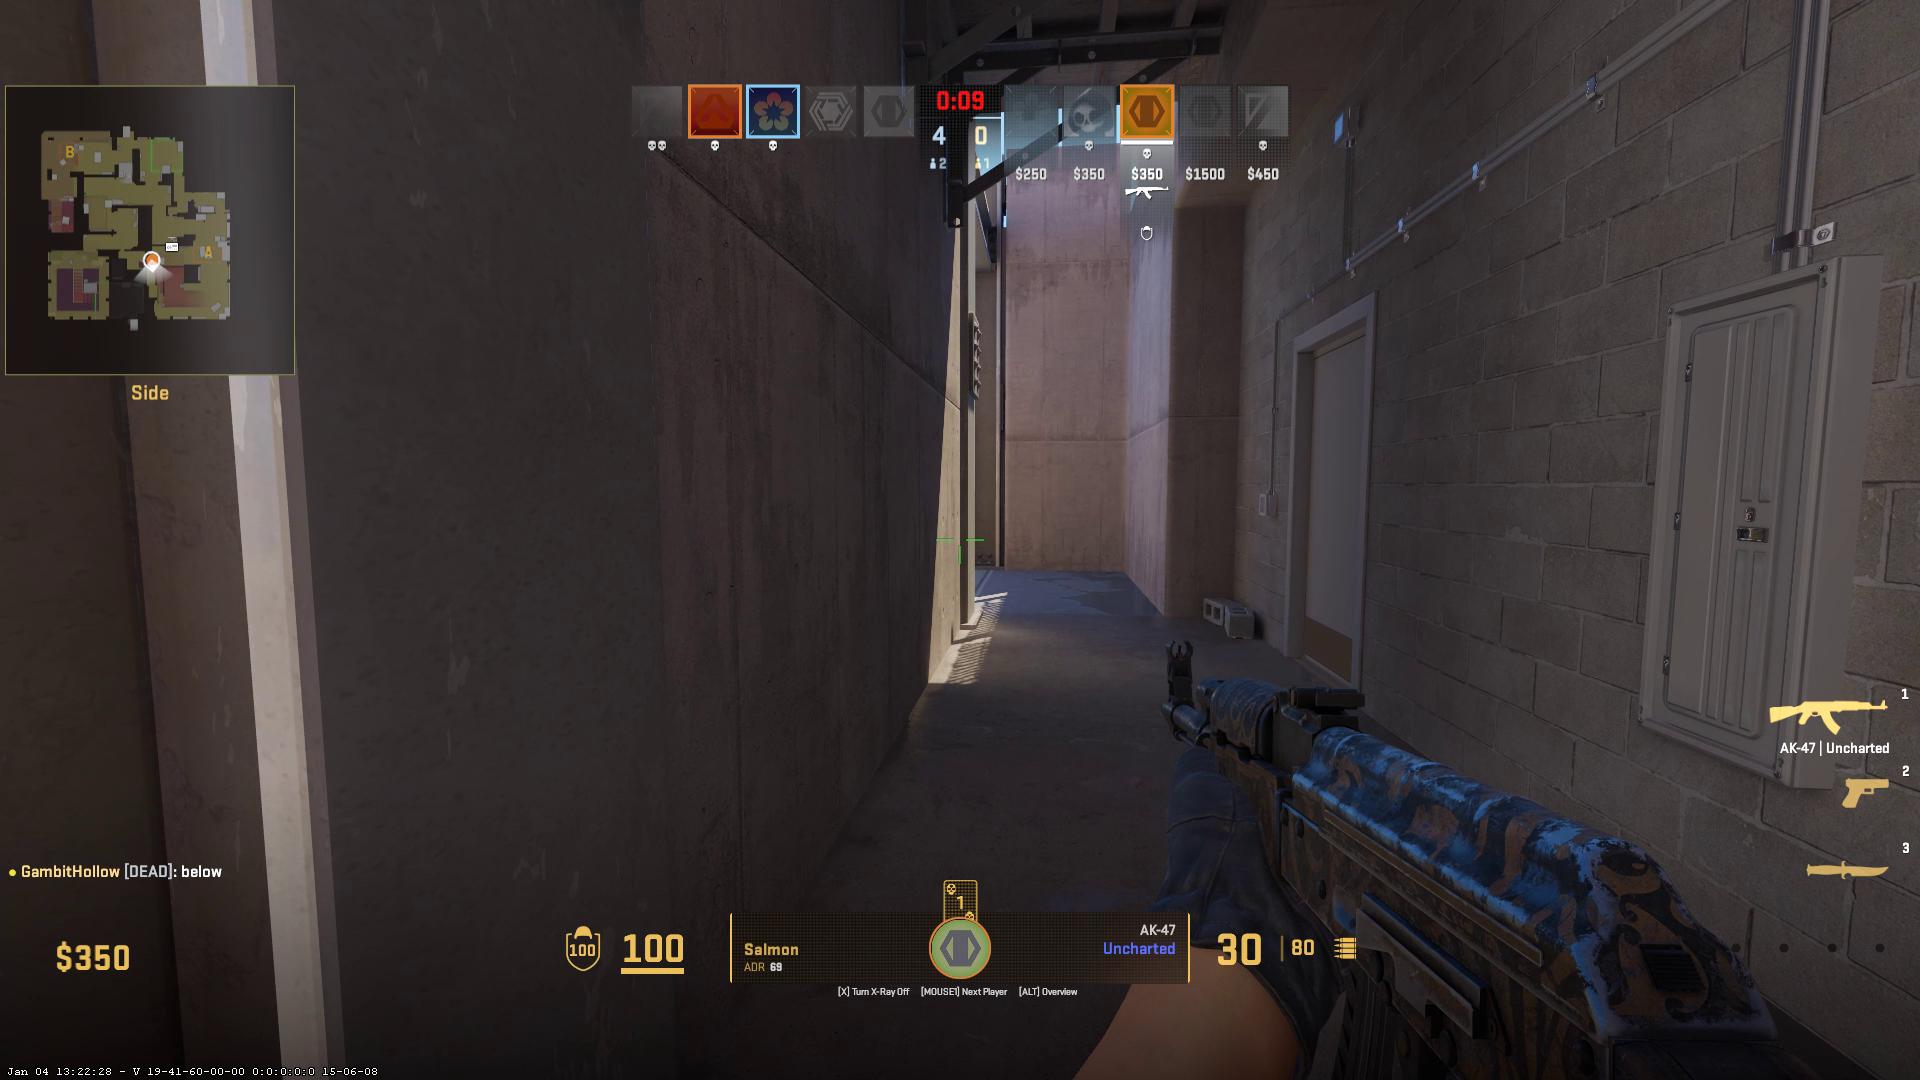 0:09
4 0
2 1
$250 $350 $350 $1500 $450
B
A
Side
1
AK-47 | Uncharted
2
3
GambitHollow [DEAD]: below
$350
100 100
1
Salmon
ADR 69
AK-47
Uncharted
30 | 80
[X] Turn X-Ray Off [MOUSE1] Next Player [ALT] Overview
Jan 04 13:22:28 - V 19-41-60-00-00 0:0:0:0:0 15-06-08